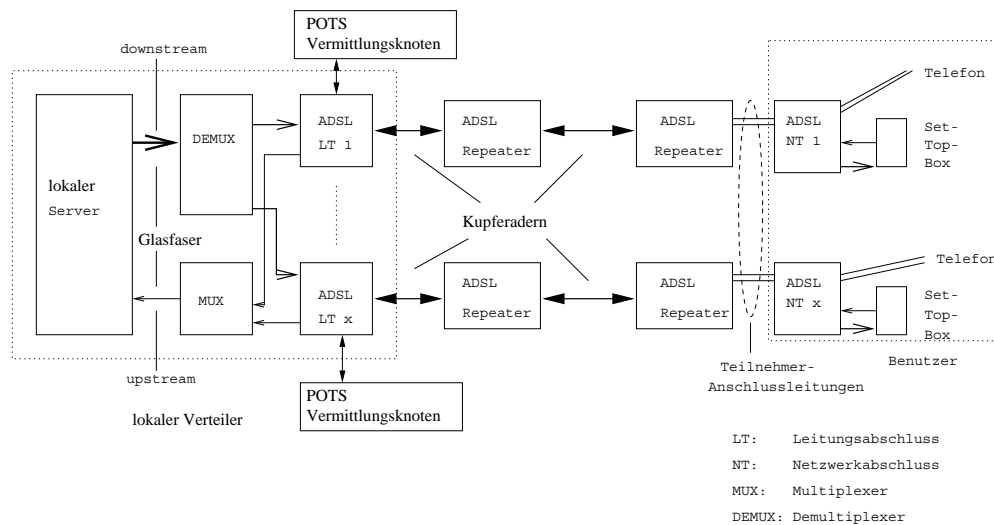 POTS
Vermittlungsknoten
downstream
lokaler
Server
DEMUX
ADSL
LT 1
ADSL
Repeater
ADSL
Repeater
ADSL
NT 1
Telefon
Set-
Top-
Box
Glasfaser
Kupferadern
MUX
ADSL
LT x
ADSL
Repeater
ADSL
Repeater
ADSL
NT x
Telefon
Set-
Top-
Box
Benutzer
upstream
Teilnehmer-
Anschlussleitungen
POTS
Vermittlungsknoten
lokaler Verteiler
LT: Leitungsabschluss
NT: Netzwerkabschluss
MUX: Multiplexer
DEMUX: Demultiplexer